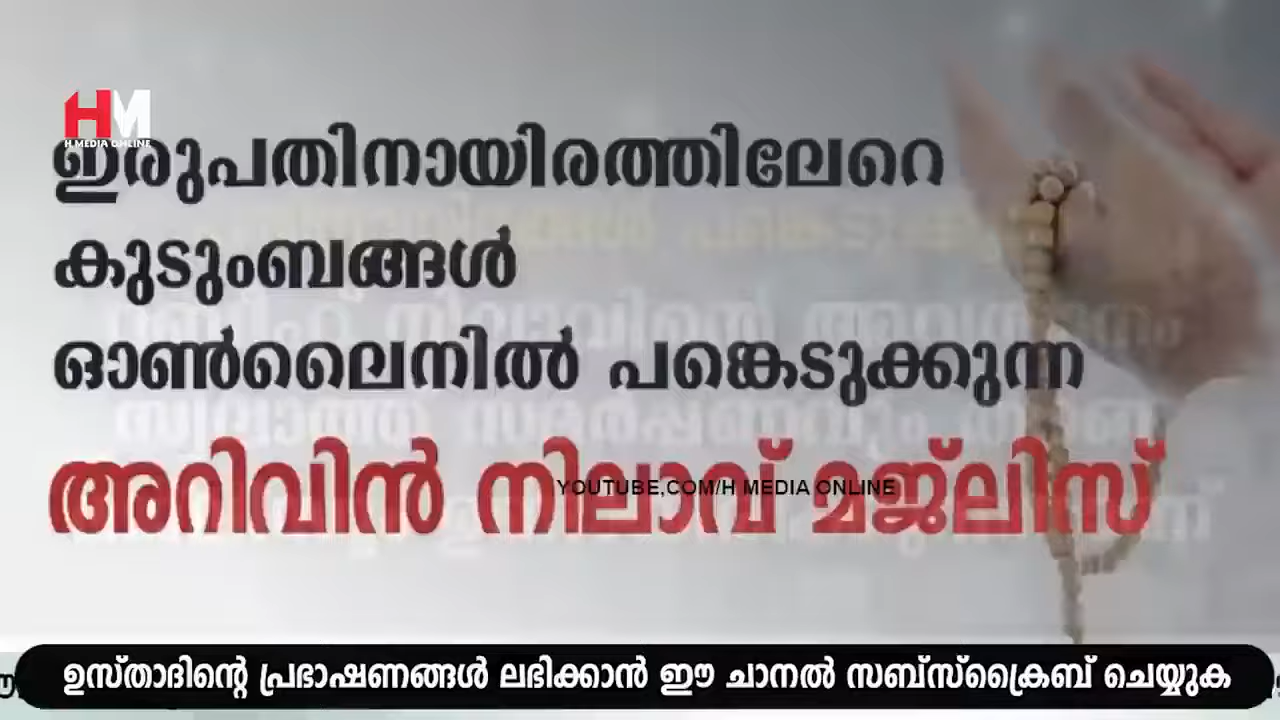 HM
H MEDIA ONLINE
ഇരുപതിനായിരത്തിലേറെ
കുടുംബങ്ങൾ
ഓൺലൈനിൽ പങ്കെടുക്കുന്ന
അറിവിൻ നിലാവ് മജ്ലിസ്
YOUTUBE,COM/H MEDIA ONLINE
ഉസ്താദിന്റെ പ്രഭാഷണങ്ങൾ ലഭിക്കാൻ ഈ ചാനൽ സബ്സ്ക്രൈബ് ചെയ്യുക